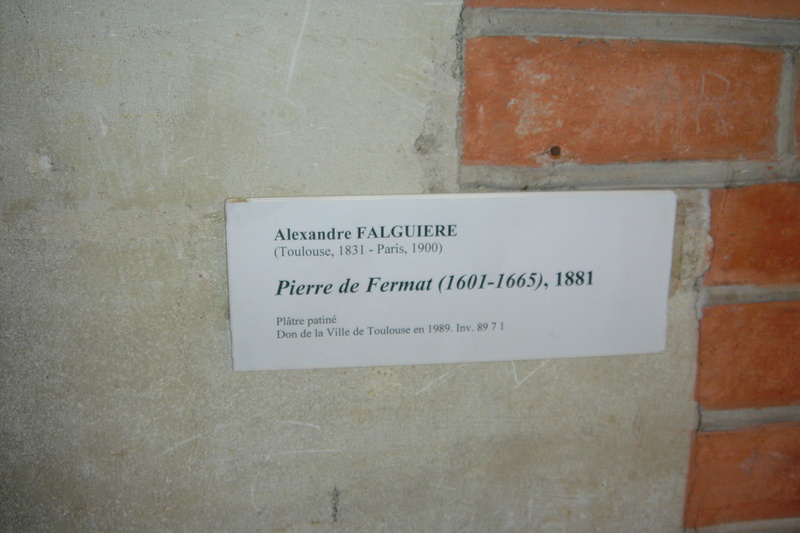 Alexandre FALGUIERE
(Toulouse, 1831 - Paris, 1900)
Pierre de Fermat (1601-1665), 1881
Plâtre patiné
Don de la Ville de Toulouse en 1989. Inv. 89 7 1